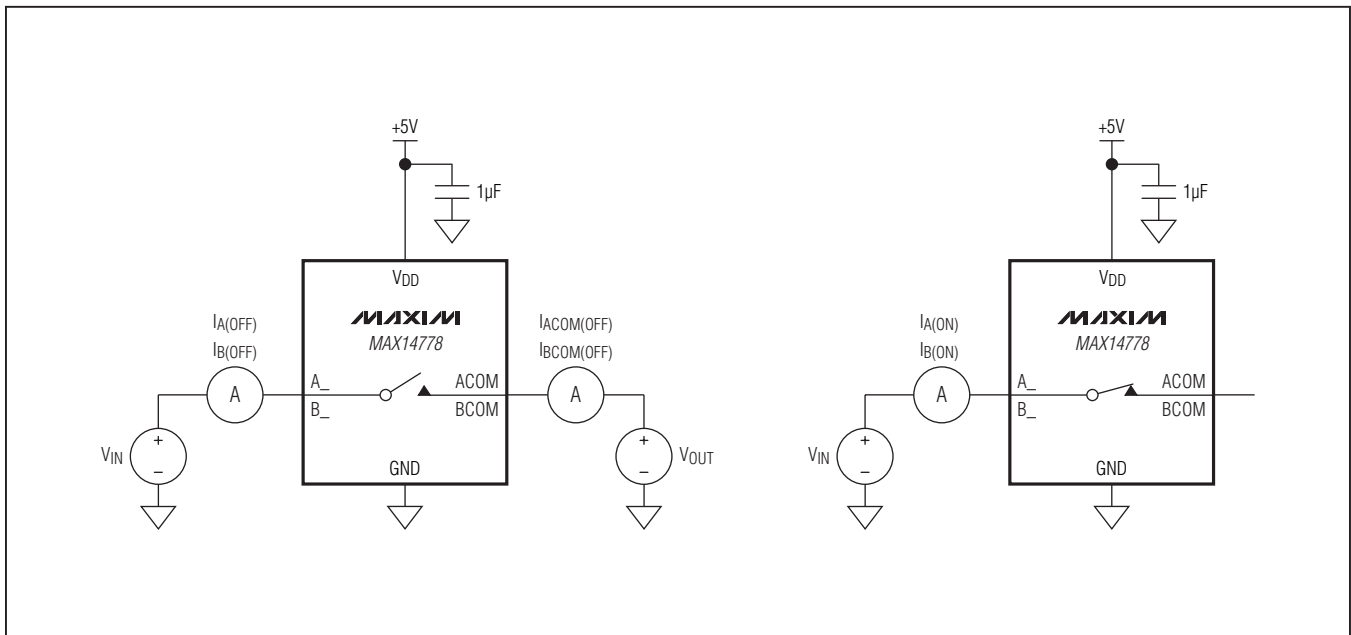 +5V
1µF
VDD
MAXIM
MAX14778
IA(OFF)
IB(OFF)
IACOM(OFF)
IBCOM(OFF)
A
A_
B_
ACOM
BCOM
A
VIN
+
–
GND
+
–
VOUT
+5V
1µF
VDD
MAXIM
MAX14778
IA(ON)
IB(ON)
A
A_
B_
ACOM
BCOM
VIN
+
–
GND